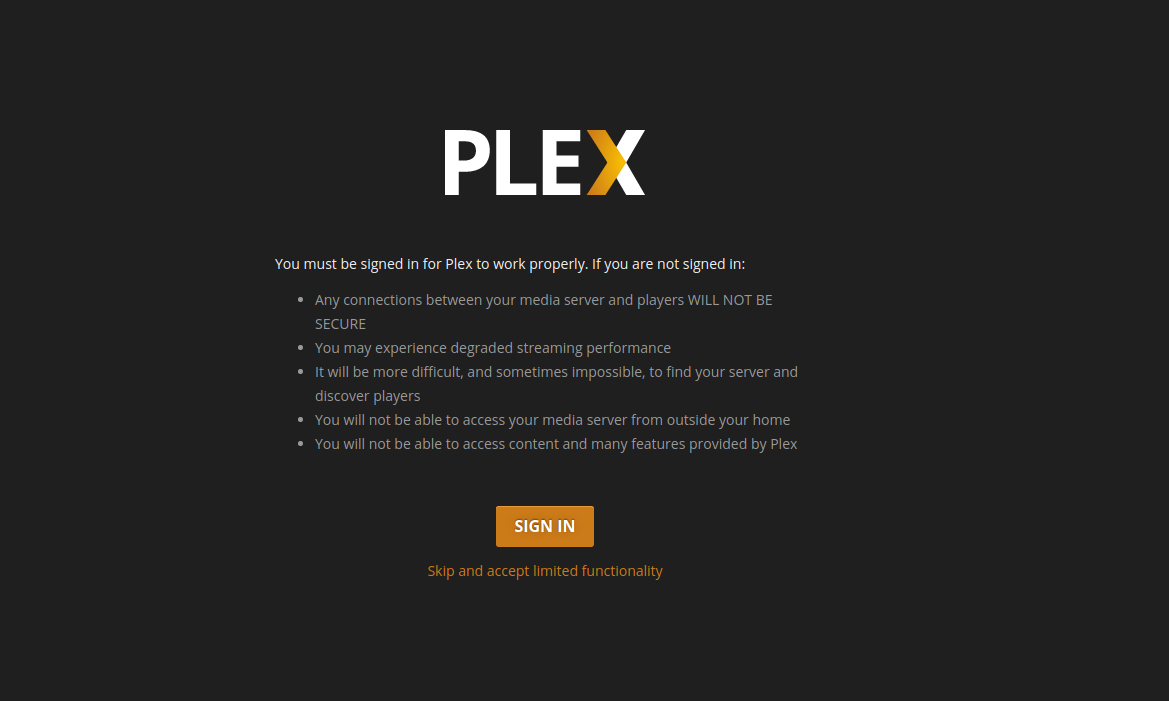 PLEX
You must be signed in for Plex to work properly. If you are not signed in:
Any connections between your media server and players WILL NOT BE
SECURE
You may experience degraded streaming performance
It will be more difficult, and sometimes impossible, to find your server and
discover players
You will not be able to access your media server from outside your home
You will not be able to access content and many features provided by Plex
SIGN IN
Skip and accept limited functionality